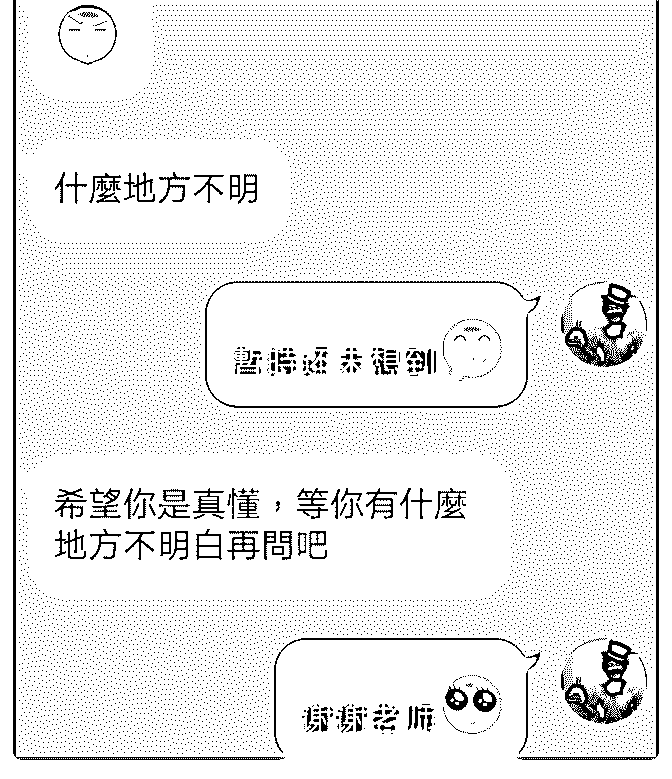 什麼地方不明
暫時還未想到
希望你是真懂，等你有什麼
地方不明白再問吧
謝謝老師